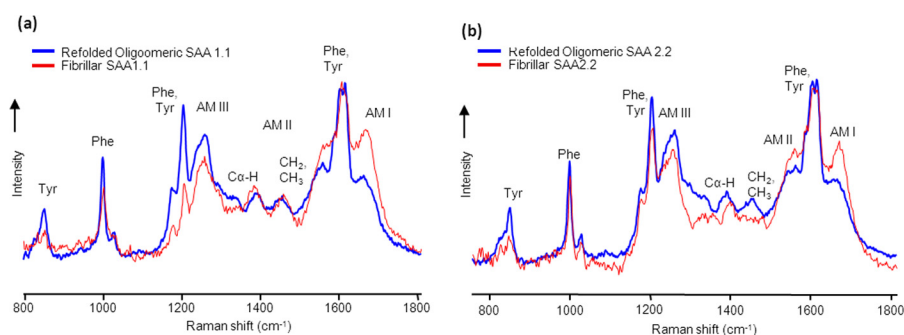 (a)
Refolded Oligoomeric SAA 1.1
Fibrillar SAA1.1
Phe,
Tyr
Phe,
Tyr
AM III
AM II
AM I
Phe
CH2,
CH3
Cα-H
Tyr
Intensity
800 1000 1200 1400 1600 1800
Raman shift (cm-1)
(b)
Refolded Oligomeric SAA 2.2
Fibrillar SAA2.2
Phe,
Tyr
Phe,
Tyr
AM III
AM II
AM I
Phe
Cα-H
CH2,
CH3
Tyr
Intensity
800 1000 1200 1400 1600 1800
Raman shift (cm-1)